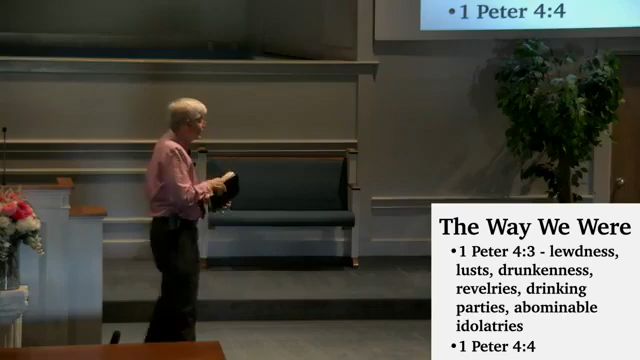 •1 Peter 4:4
The Way We Were
•1 Peter 4:3 - lewdness,
lusts, drunkenness,
revelries, drinking
parties, abominable
idolatries
•1 Peter 4:4